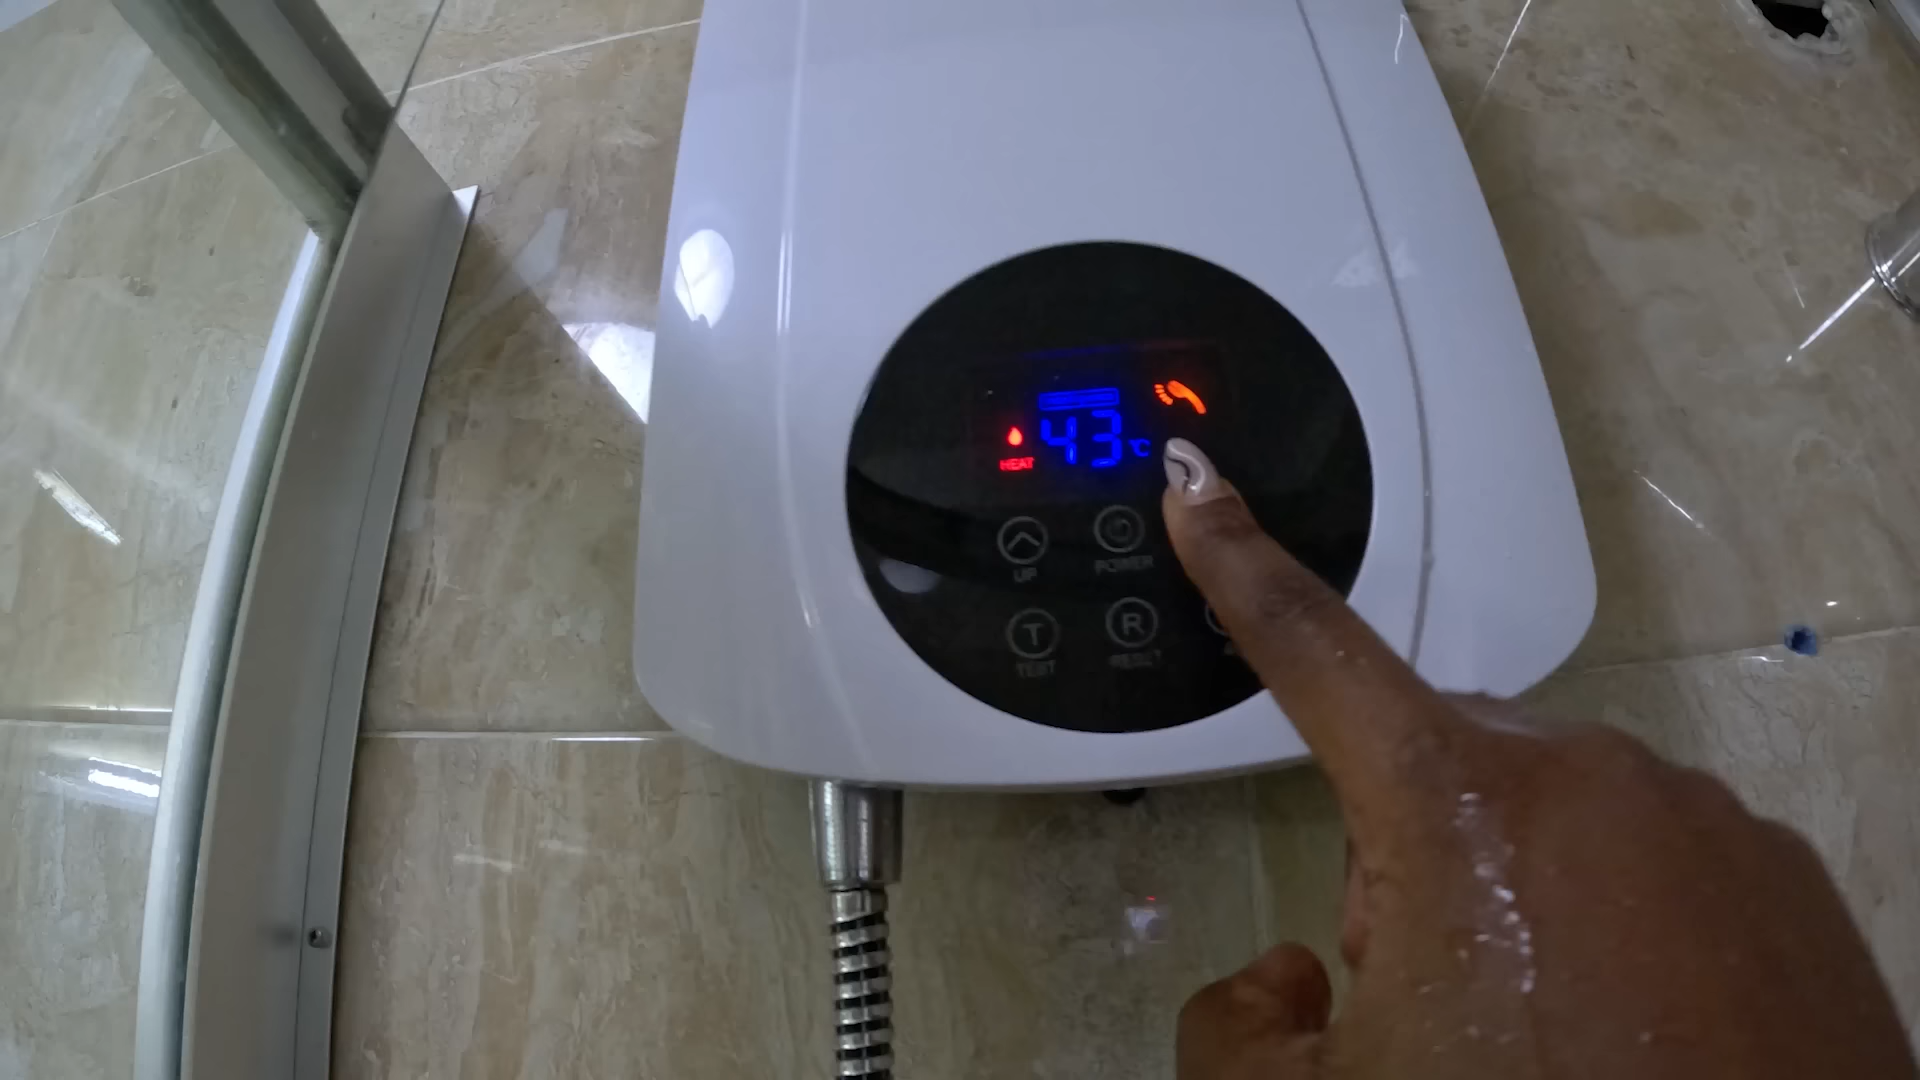 43 °C
HEAT
UP POWER
T R
TEST RESET